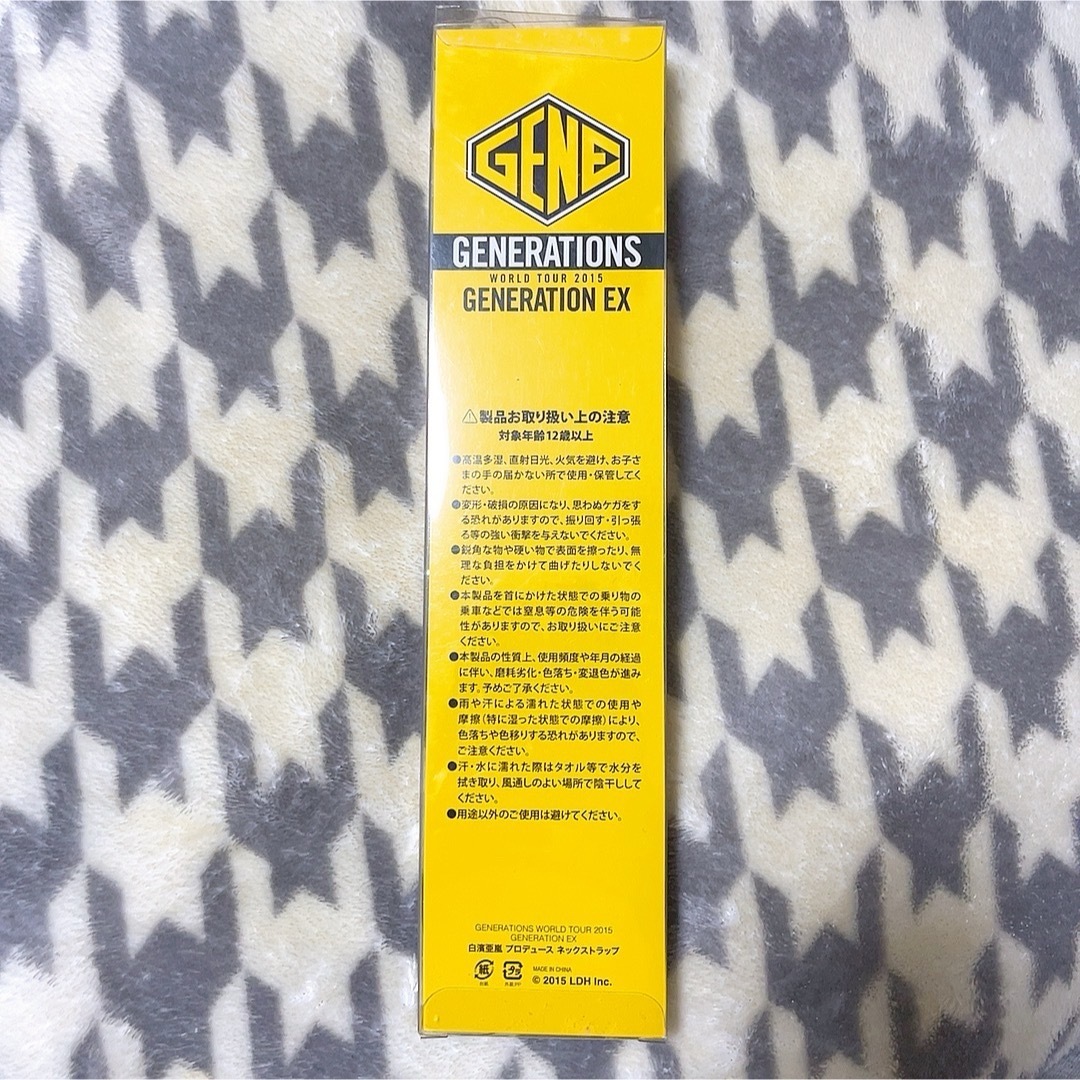 GENE
GENERATIONS
WORLD TOUR 2015
GENERATION EX
⚠製品お取り扱い上の注意
対象年齢12歳以上
●高温多湿、直射日光、火気を避け、お子さ
まの手の届かない所で使用・保管してく
ださい。
●変形・破損の原因になり、思わぬケガをす
る恐れがありますので、振り回す・引っ張
る等の強い衝撃を与えないでください。
●鋭角な物や硬い物で表面を擦ったり、無
理な負担をかけて曲げたりしないでく
ださい。
●本製品を首にかけた状態での乗り物の
乗車などでは窒息等の危険を伴う可能
性がありますので、お取り扱いにご注意
ください。
●本製品の性質上、使用頻度や年月の経過
に伴い、磨耗劣化・色落ち・変退色が進み
ます。予めご了承ください。
●雨や汗による濡れた状態での使用や
摩擦(特に湿った状態での摩擦)により、
色落ちや色移りする恐れがありますので、
ご注意ください。
●汗・水に濡れた際はタオル等で水分を
拭き取り、風通しのよい場所で陰干しして
ください。
●用途以外のご使用は避けてください。
GENERATIONS WORLD TOUR 2015
GENERATION EX
白濱亜嵐 プロデュース ネックストラップ
紙 プラ MADE IN CHINA
台紙 外装:PP © 2015 LDH Inc.